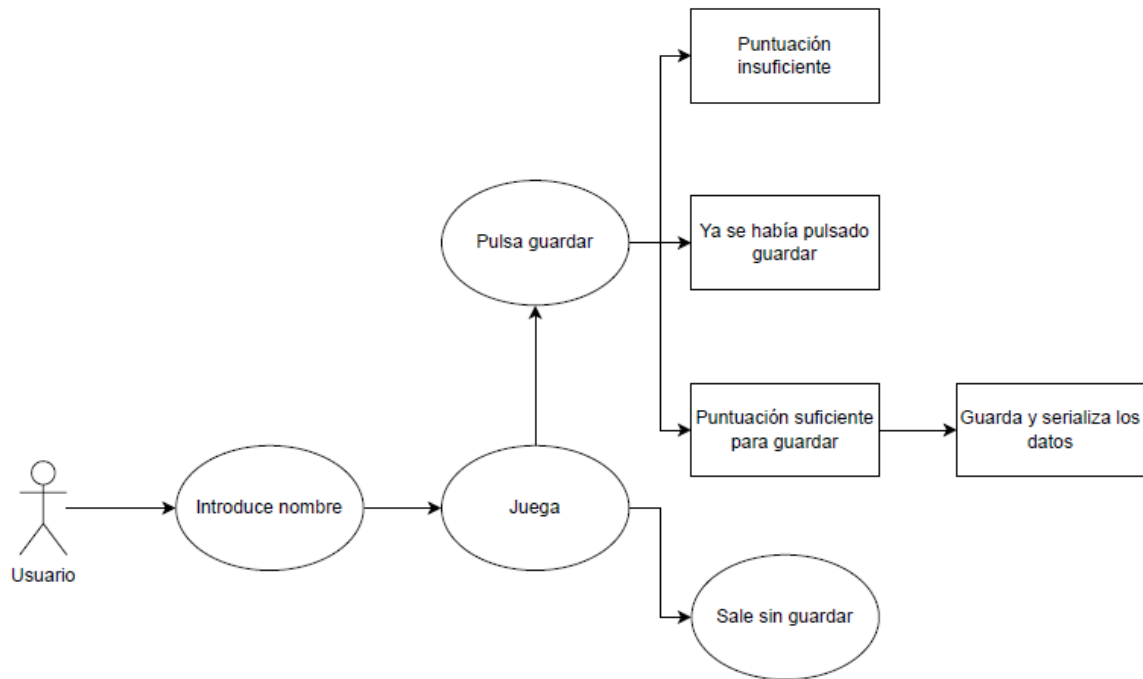 Puntuación
insuficiente
Pulsa guardar
Ya se había pulsado
guardar
Puntuación suficiente
para guardar
Guarda y serializa los
datos
Introduce nombre
Juega
Usuario
Sale sin guardar